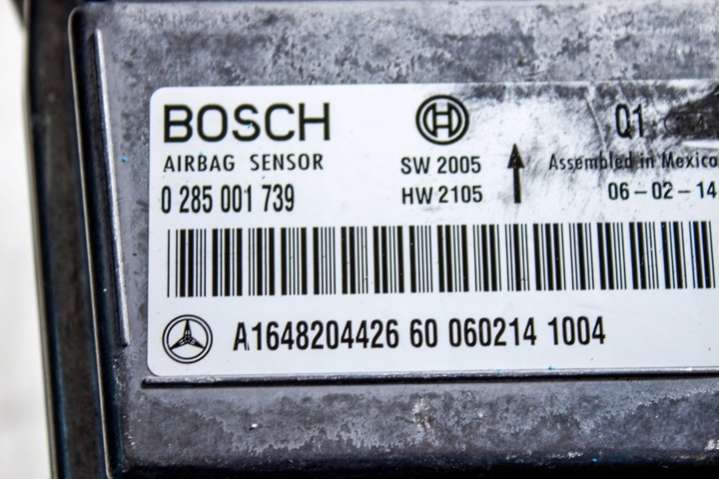 BOSCH
AIRBAG SENSOR
0 285 001 739
SW 2005
HW 2105
Q1
Assembled in Mexico
06-02-14
A1648204426 60 060214 1004